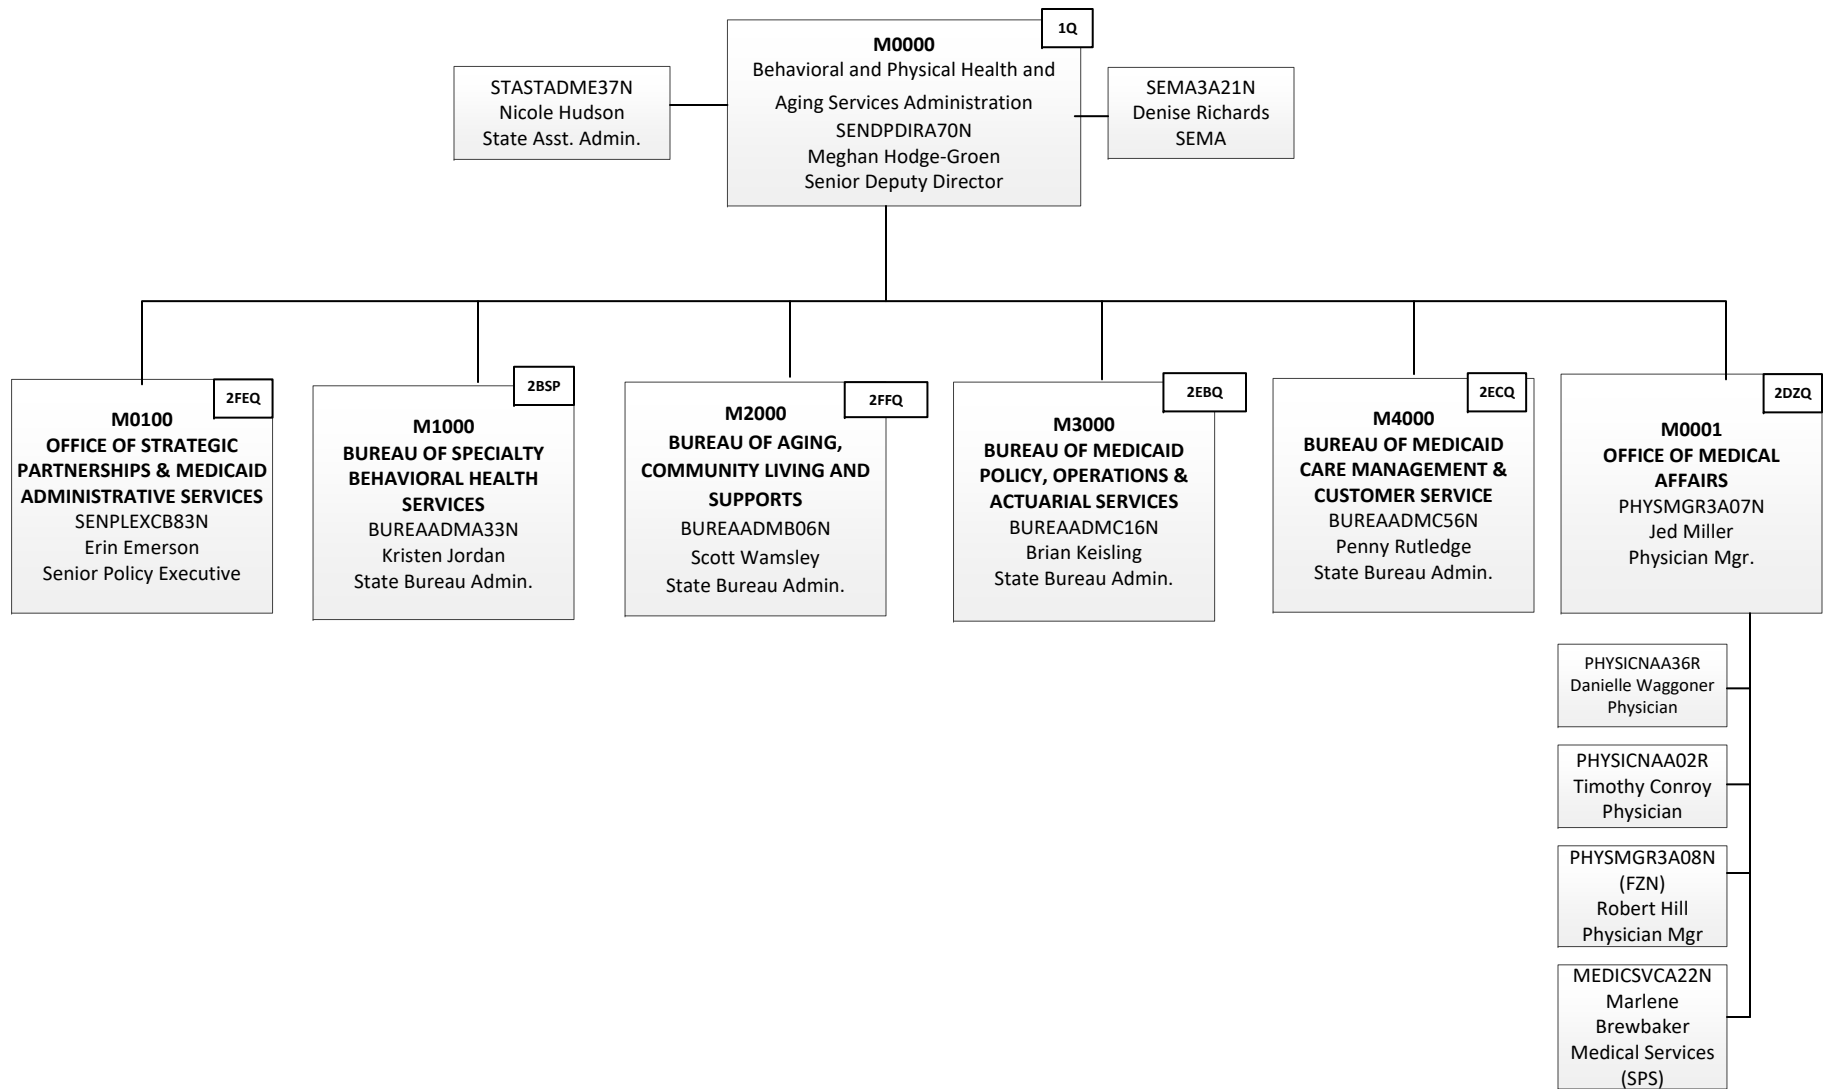 1Q
M0000
Behavioral and Physical Health and
Aging Services Administration
SENDPDIRA70N
Meghan Hodge-Groen
Senior Deputy Director
STASTADME37N
Nicole Hudson
State Asst. Admin.
SEMA3A21N
Denise Richards
SEMA
2FEQ
M0100
OFFICE OF STRATEGIC
PARTNERSHIPS & MEDICAID
ADMINISTRATIVE SERVICES
SENPLEXCB83N
Erin Emerson
Senior Policy Executive
2BSP
M1000
BUREAU OF SPECIALTY
BEHAVIORAL HEALTH
SERVICES
BUREAADMA33N
Kristen Jordan
State Bureau Admin.
2FFQ
M2000
BUREAU OF AGING,
COMMUNITY LIVING AND
SUPPORTS
BUREAADMB06N
Scott Wamsley
State Bureau Admin.
2EBQ
M3000
BUREAU OF MEDICAID
POLICY, OPERATIONS &
ACTUARIAL SERVICES
BUREAADMC16N
Brian Keisling
State Bureau Admin.
2ECQ
M4000
BUREAU OF MEDICAID
CARE MANAGEMENT &
CUSTOMER SERVICE
BUREAADMC56N
Penny Rutledge
State Bureau Admin.
2DZQ
M0001
OFFICE OF MEDICAL
AFFAIRS
PHYSMGR3A07N
Jed Miller
Physician Mgr.
PHYSICNAA36R
Danielle Waggoner
Physician
PHYSICNAA02R
Timothy Conroy
Physician
PHYSMGR3A08N
(FZN)
Robert Hill
Physician Mgr
MEDICSVCA22N
Marlene
Brewbaker
Medical Services
(SPS)